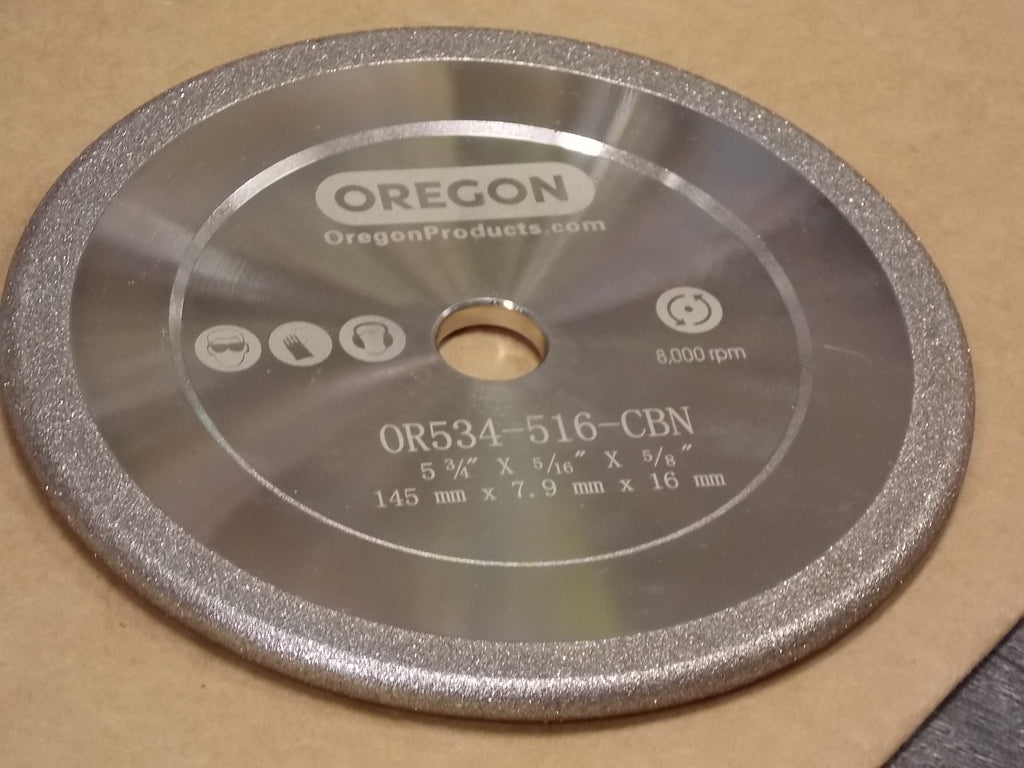 OREGON
OregonProducts.com
8,000 rpm
OR534-516-CBN
5 ¾" X 5/16" X 5/8"
145 mm x 7.9 mm x 16 mm